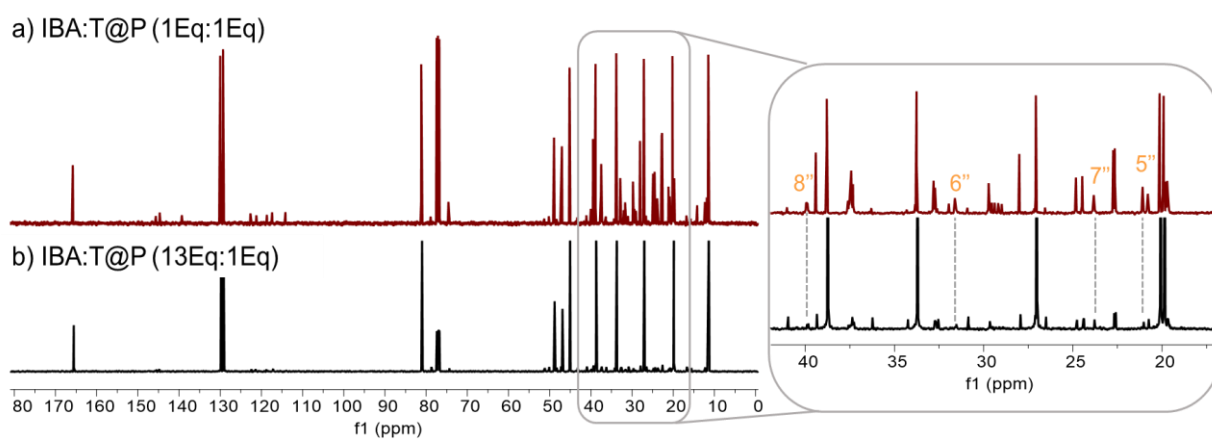 a) IBA:T@P (1Eq:1Eq)
8” 6” 7” 5”
b) IBA:T@P (13Eq:1Eq)
40 35 30 25 20
f1 (ppm)
180 170 160 150 140 130 120 110 100 90 80 70 60 50 40 30 20 10 0
f1 (ppm)